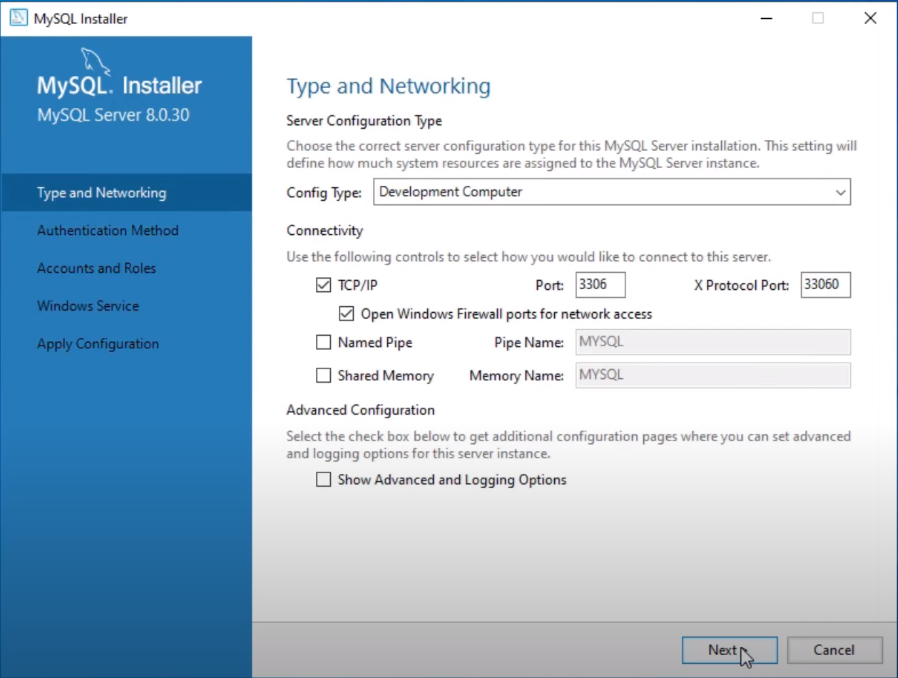 MySQL Installer
MySQL. Installer
MySQL Server 8.0.30
Type and Networking
Authentication Method
Accounts and Roles
Windows Service
Apply Configuration
Type and Networking
Server Configuration Type
Choose the correct server configuration type for this MySQL Server installation. This setting will
define how much system resources are assigned to the MySQL Server instance.
Config Type: Development Computer
Connectivity
Use the following controls to select how you would like to connect to this server.
TCP/IP Port: 3306 X Protocol Port: 33060
Open Windows Firewall ports for network access
Named Pipe Pipe Name: MYSQL
Shared Memory Memory Name: MYSQL
Advanced Configuration
Select the check box below to get additional configuration pages where you can set advanced
and logging options for this server instance.
Show Advanced and Logging Options
Next Cancel